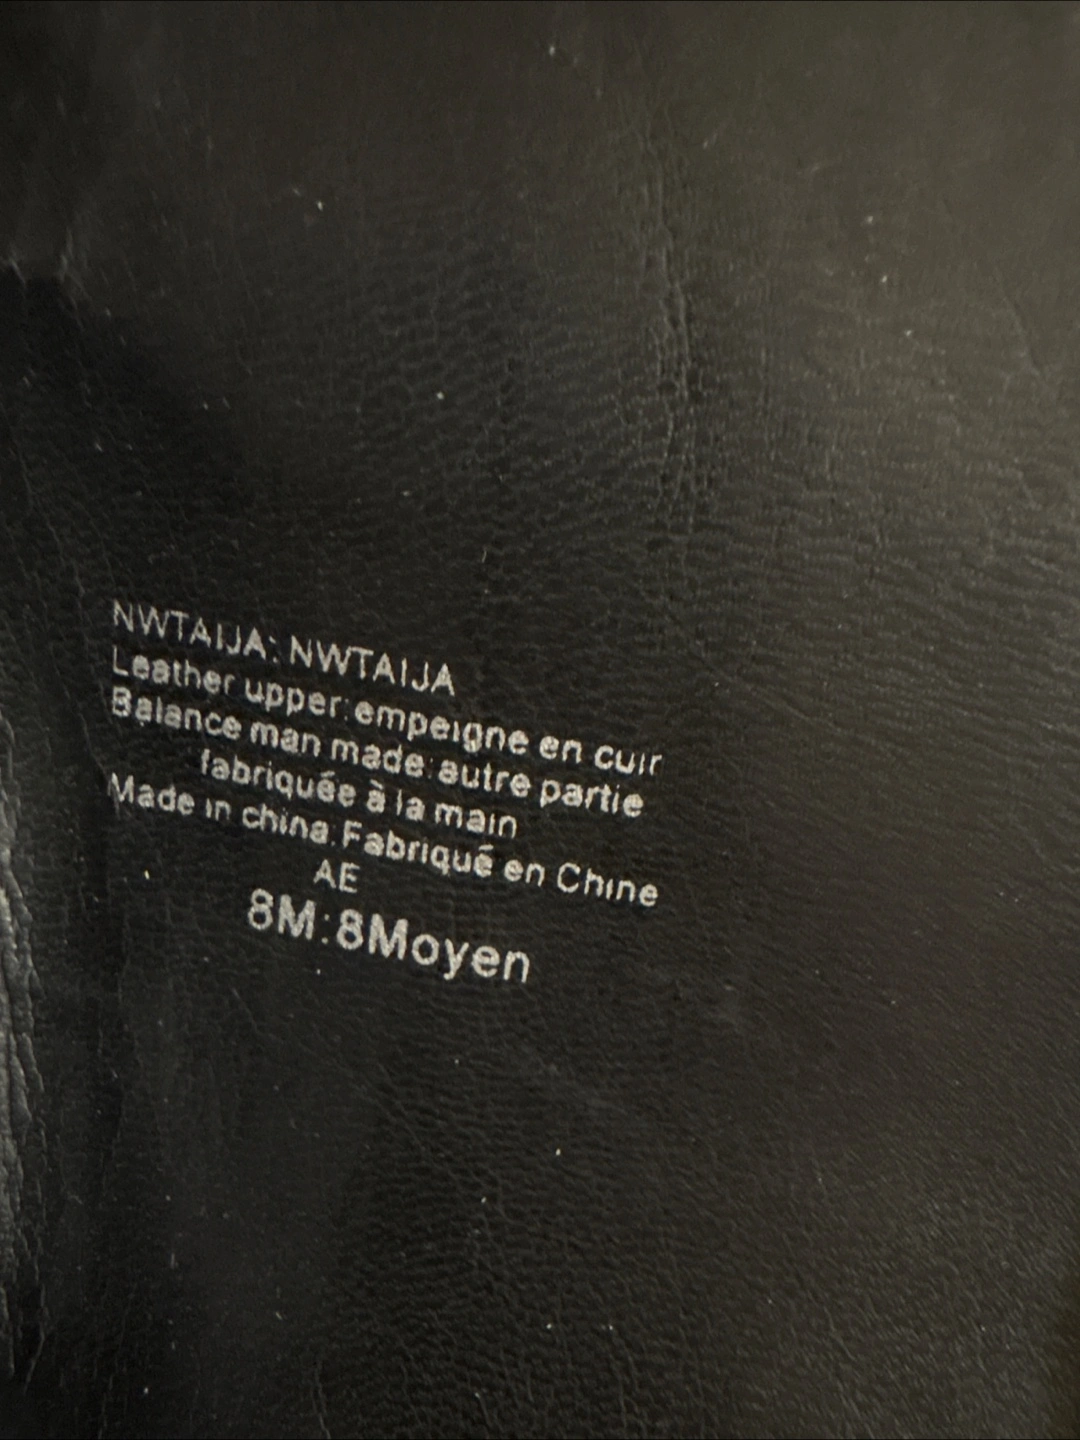 NWTAIJA: NWTAIJA
Leather upper:empeigne en cuir
Balance man made:autre partie
fabriquée à la main
Made in china:Fabriqué en Chine
AE
8M:8Moyen